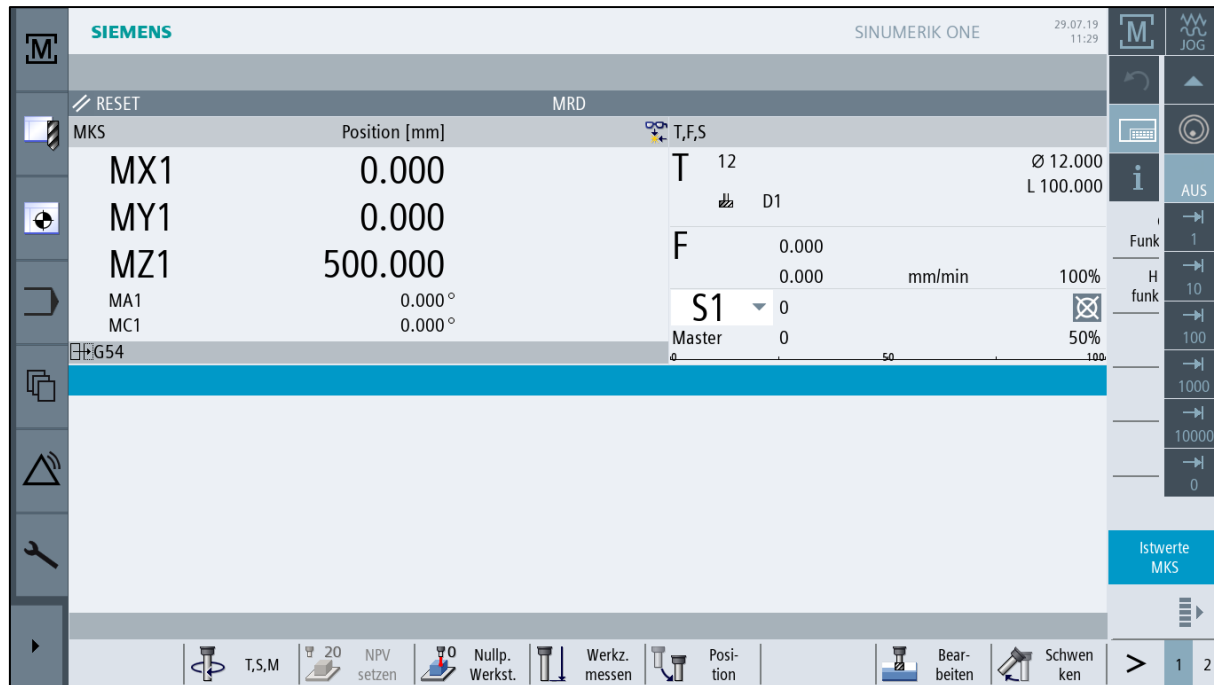 SIEMENS
SINUMERIK ONE
29.07.19
11:29
M
M
JOG
RESET
MRD
MKS
Position [mm]
T,F,S
MX1 0.000
MY1 0.000
MZ1 500.000
MA1 0.000°
MC1 0.000°
G54
T 12 Ø 12.000
L 100.000
D1
F 0.000
0.000 mm/min 100%
S1 0
Master 0 50%
0 50 100
i
AUS
Funk
1
H
funk
10
100
1000
10000
0
Istwerte
MKS
T,S,M
20
NPV
setzen
0
Nullp.
Werkst.
Werkz.
messen
Posi-
tion
Bear-
beiten
Schwen
ken
>
1 2